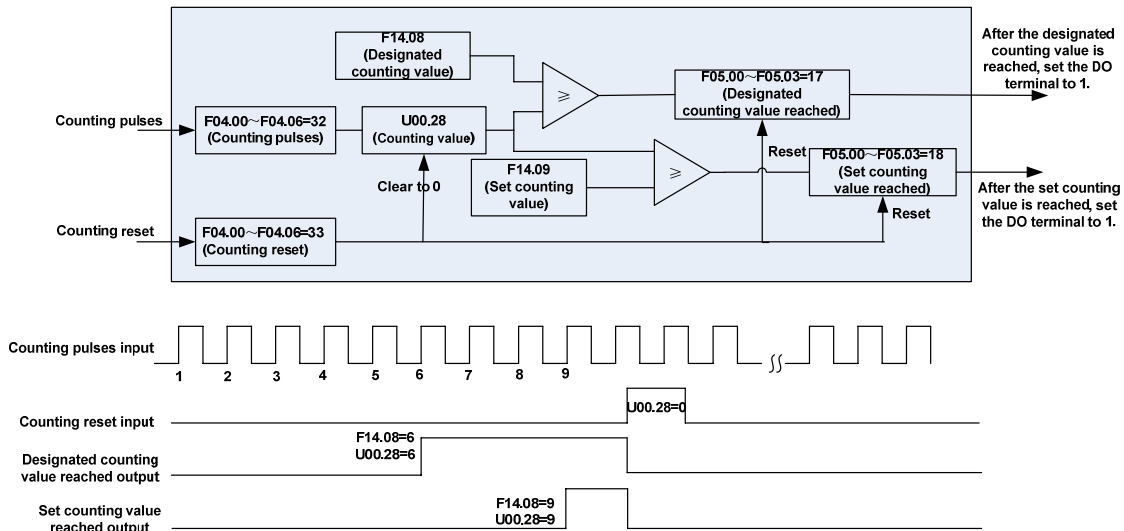 F14.08
(Designated
counting value)
After the designated
counting value is
reached, set the DO
terminal to 1.
≥
F05.00～F05.03=17
(Designated
counting value reached)
Counting pulses
F04.00～F04.06=32
(Counting pulses)
U00.28
(Counting value)
Clear to 0
F14.09
(Set counting
value)
≥
Reset
F05.00～F05.03=18
(Set counting
value reached)
After the set counting
value is reached, set
the DO terminal to 1.
Reset
Counting reset
F04.00～F04.06=33
(Counting reset)
Counting pulses input
1 2 3 4 5 6 7 8 9
Counting reset input
U00.28=0
F14.08=6
U00.28=6
Designated counting
value reached output
F14.08=9
U00.28=9
Set counting value
reached output